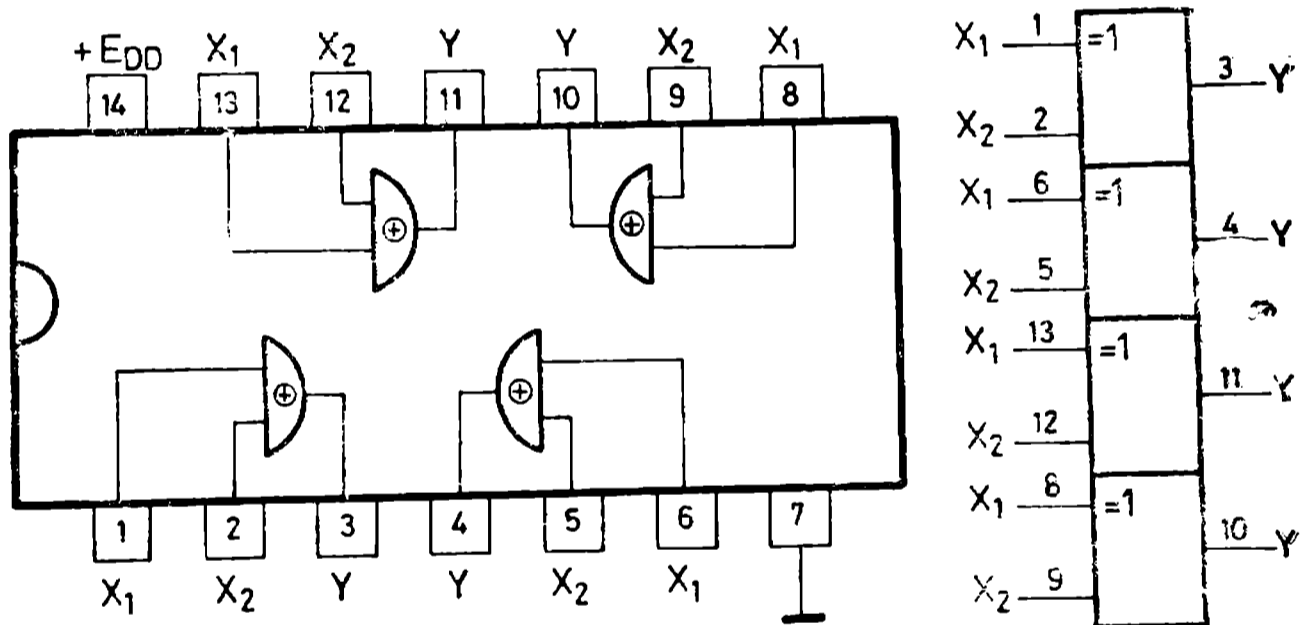 + E_DD X₁ X₂ Y Y X₂ X₁
14 13 12 11 10 9 8
⊕ ⊕
⊕ ⊕
1 2 3 4 5 6 7
X₁ X₂ Y Y X₂ X₁
X₁ 1 =1
3 Y
X₂ 2
X₁ 6 =1
4 Y
X₂ 5
X₁ 13 =1
11 Y
X₂ 12
X₁ 8 =1
10 Y
X₂ 9